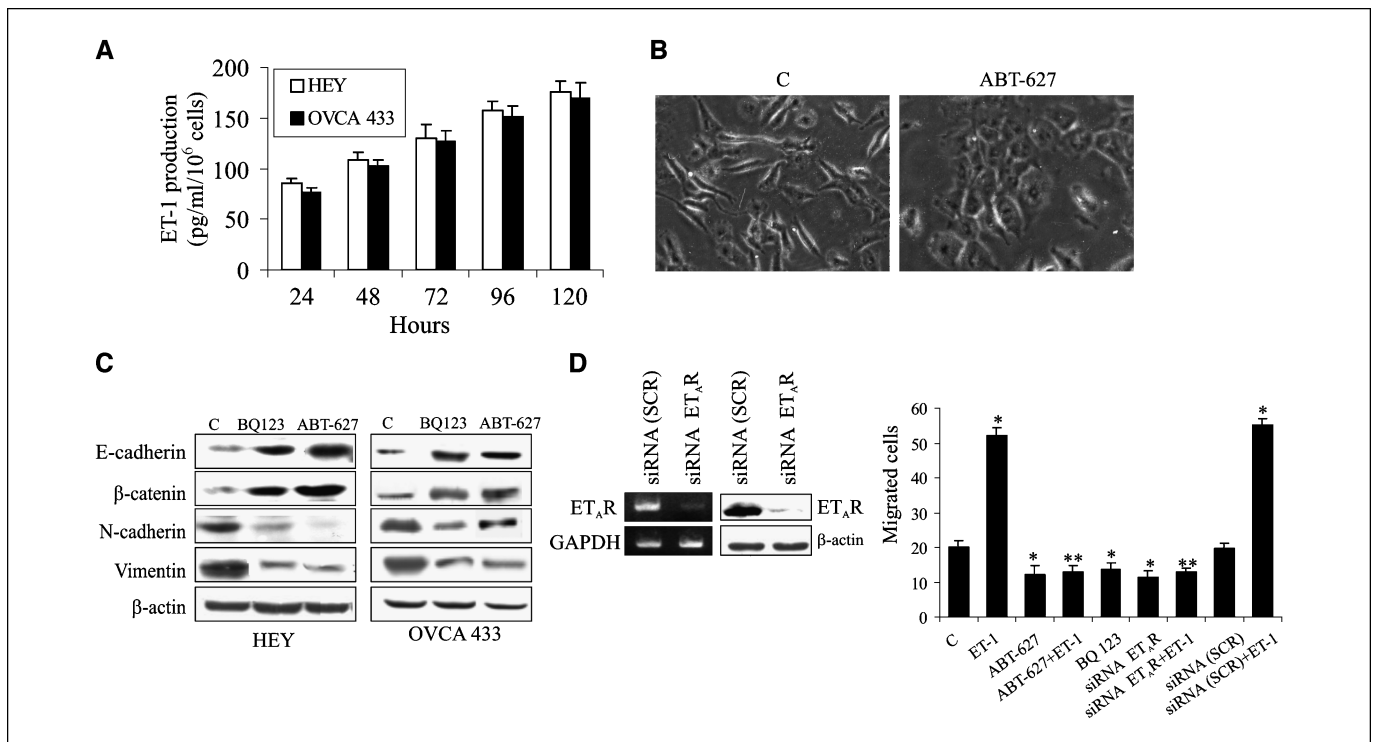 A
200
150
100
50
0
ET-1 production
(pg/ml/10⁶ cells)
HEY
OVCA 433
24 48 72 96 120
Hours
B
C ABT-627
C
C BQ123 ABT-627
C BQ123 ABT-627
E-cadherin
β-catenin
N-cadherin
Vimentin
β-actin
HEY
OVCA 433
D
siRNA (SCR)
siRNA ETAR
siRNA (SCR)
siRNA ETAR
ETAR
GAPDH
ETAR
β-actin
Migrated cells
60
50
40
30
20
10
0
* * ** * * ** *
C
ET-1
ABT-627
ABT-627+ET-1
BQ 123
siRNA ETAR
siRNA ETAR+ET-1
siRNA (SCR)
siRNA (SCR)+ET-1